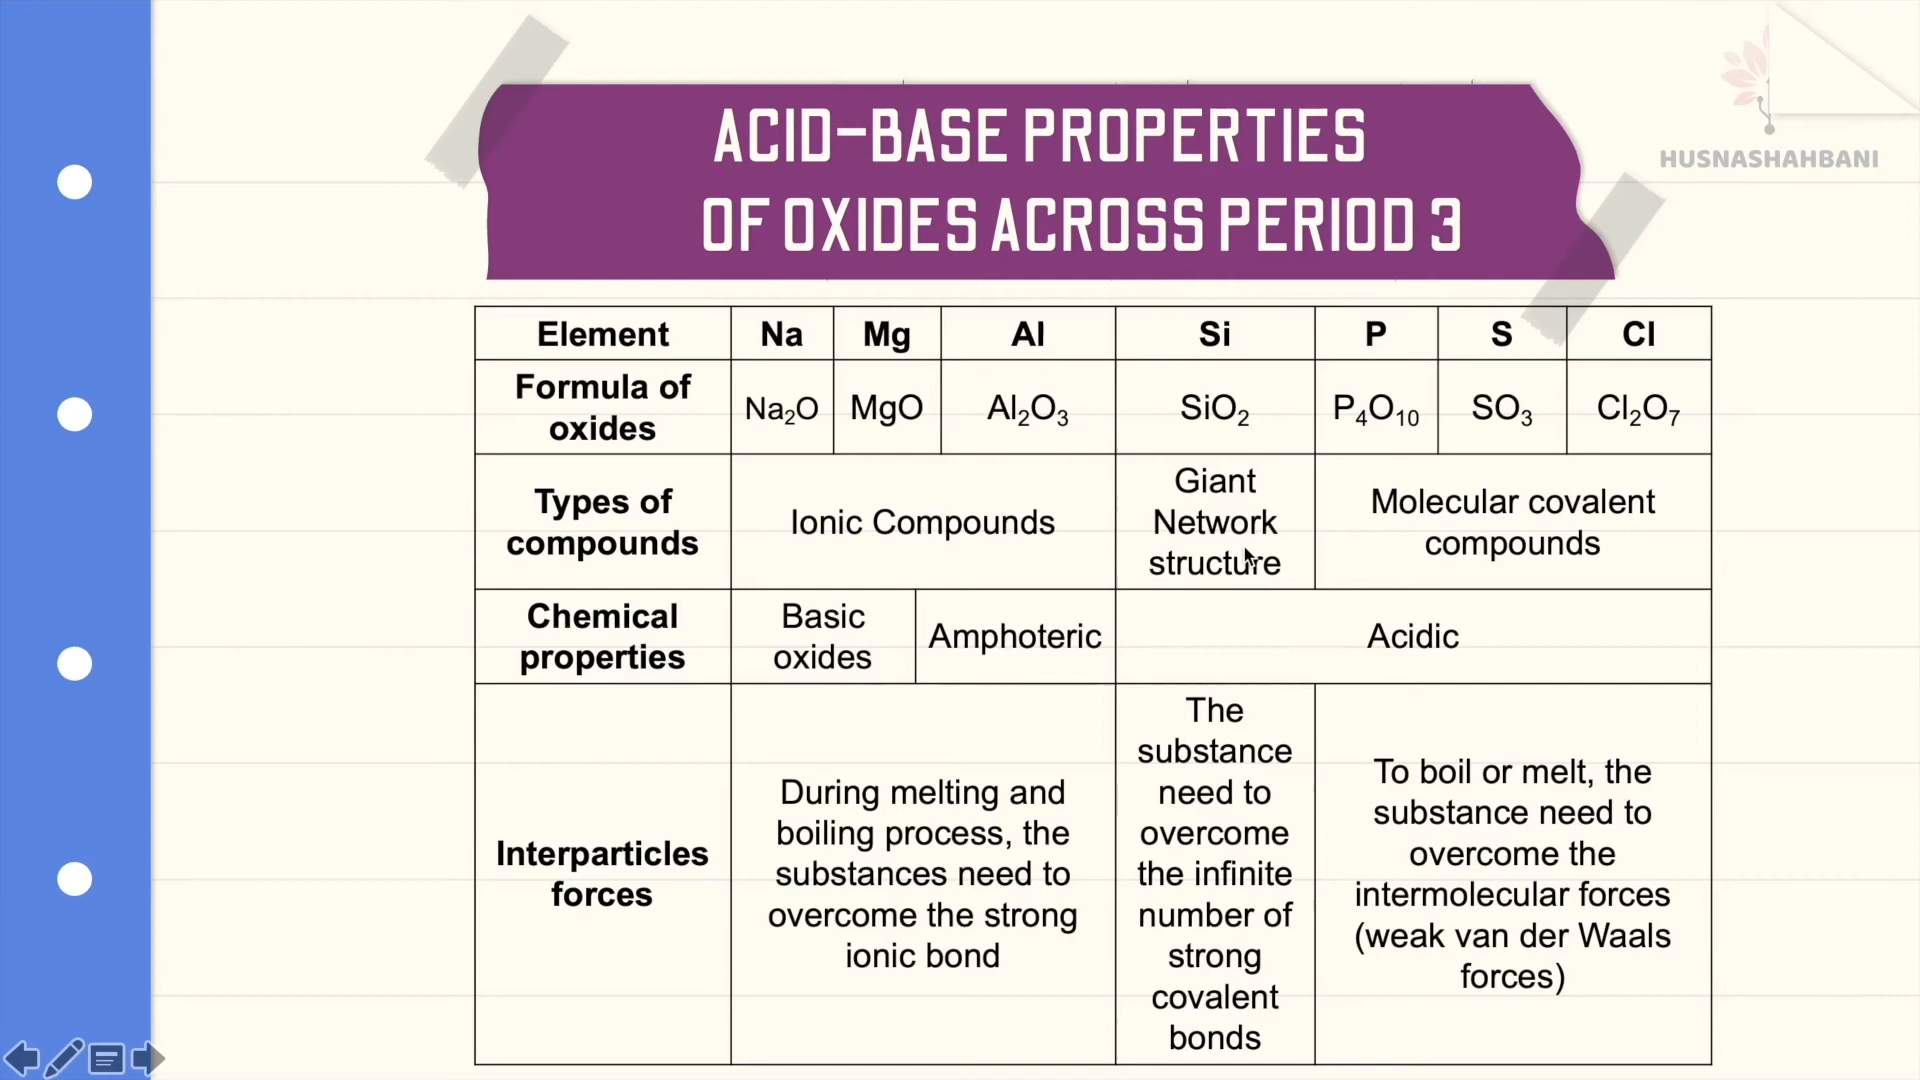 ACID-BASE PROPERTIES
OF OXIDES ACROSS PERIOD 3
HUSNASHAHBANI
Element Na Mg Al Si P S Cl
Formula of oxides Na₂O MgO Al₂O₃ SiO₂ P₄O₁₀ SO₃ Cl₂O₇
Types of
compounds
Ionic Compounds
Giant
Network
structure
Molecular covalent
compounds
Chemical
properties
Basic
oxides
Amphoteric
Acidic
Interparticles
forces
During melting and
boiling process, the
substances need to
overcome the strong
ionic bond
The
substance
need to
overcome
the infinite
number of
strong
covalent
bonds
To boil or melt, the
substance need to
overcome the
intermolecular forces
(weak van der Waals
forces)